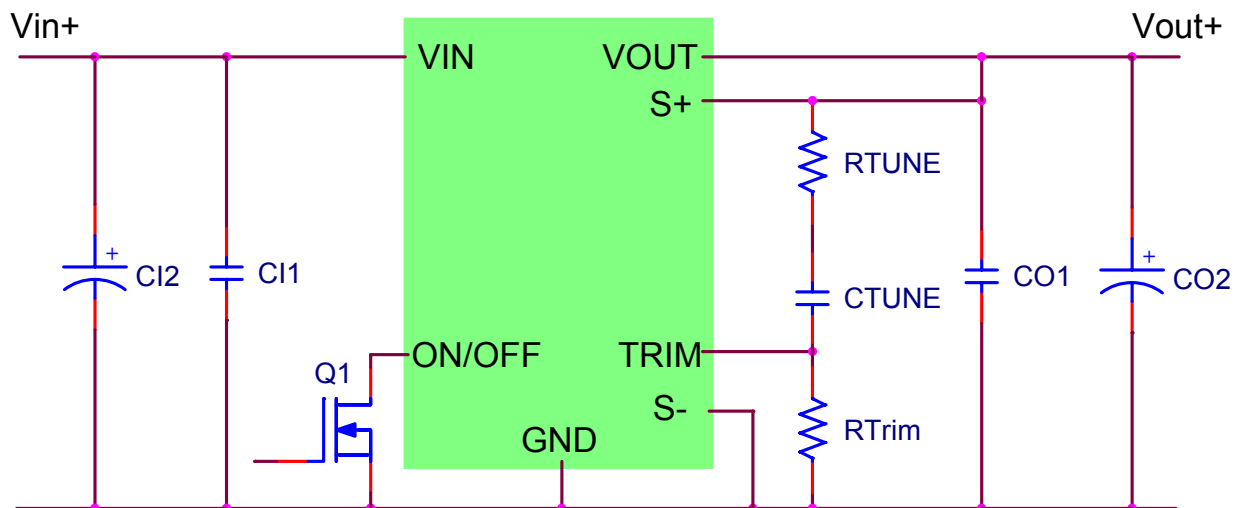 Vin+
Vout+
VIN
VOUT
S+
RTUNE
+
CI2
CI1
CTUNE
CO1
+
CO2
ON/OFF
TRIM
Q1
S-
RTrim
GND